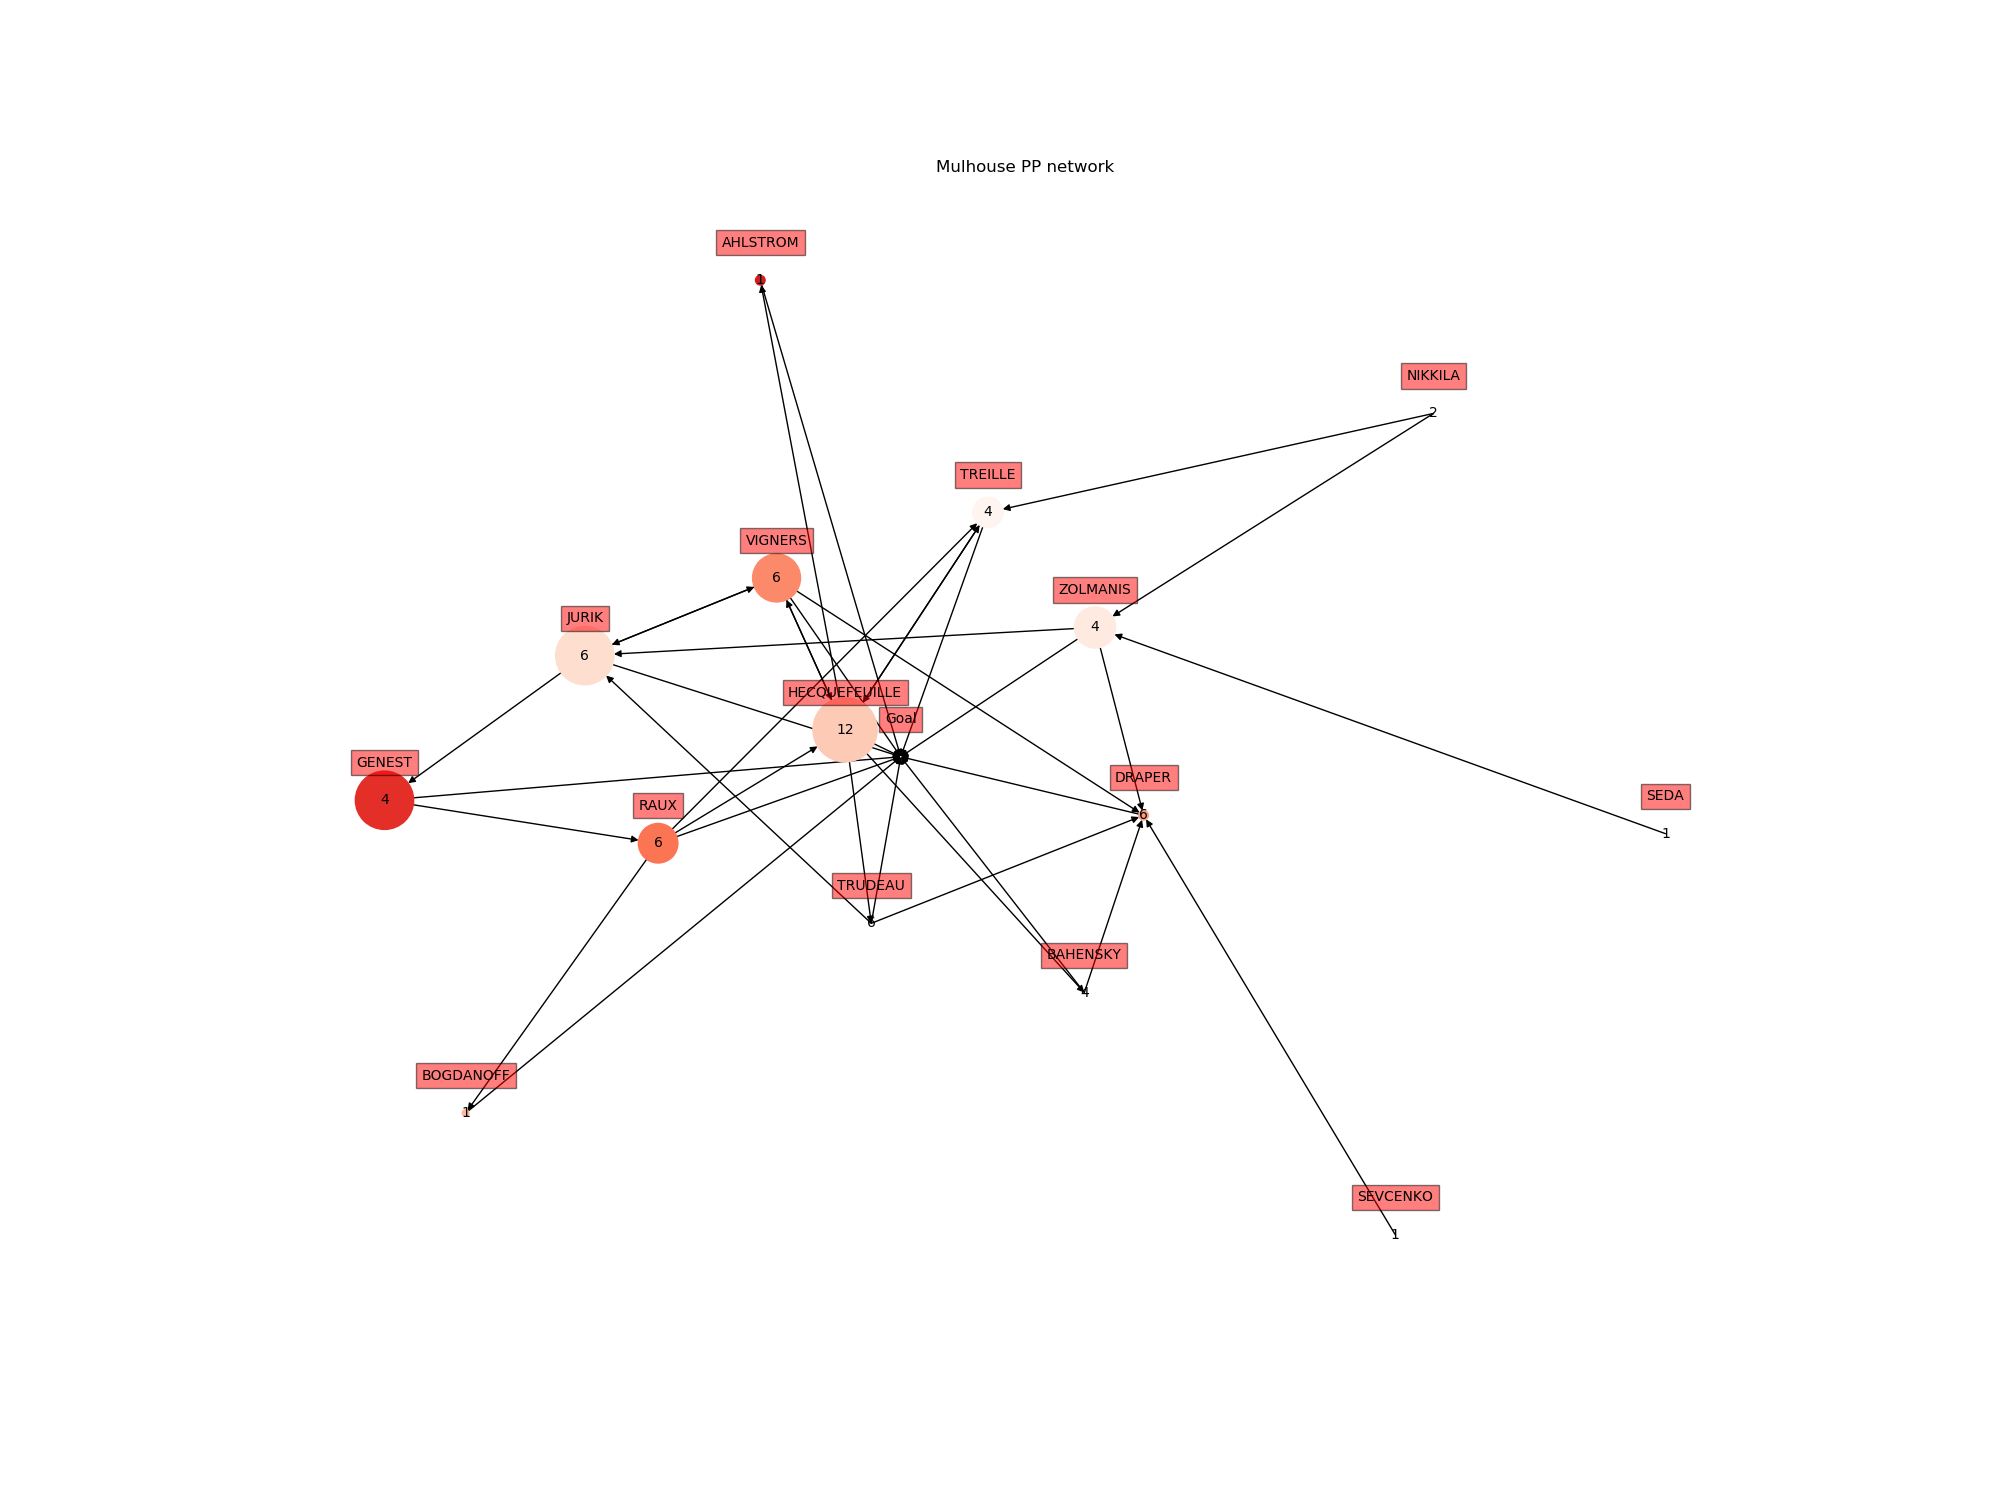 Mulhouse PP network
AHLSTROM
1
NIKKILA
2
TREILLE
4
VIGNERS
6
ZOLMANIS
4
JURIK
6
HECQUEFEUILLE
12
Goal
GENEST
4
DRAPER
6
RAUX
6
SEDA
1
TRUDEAU
6
BAHENSKY
4
BOGDANOFF
1
SEVCENKO
1